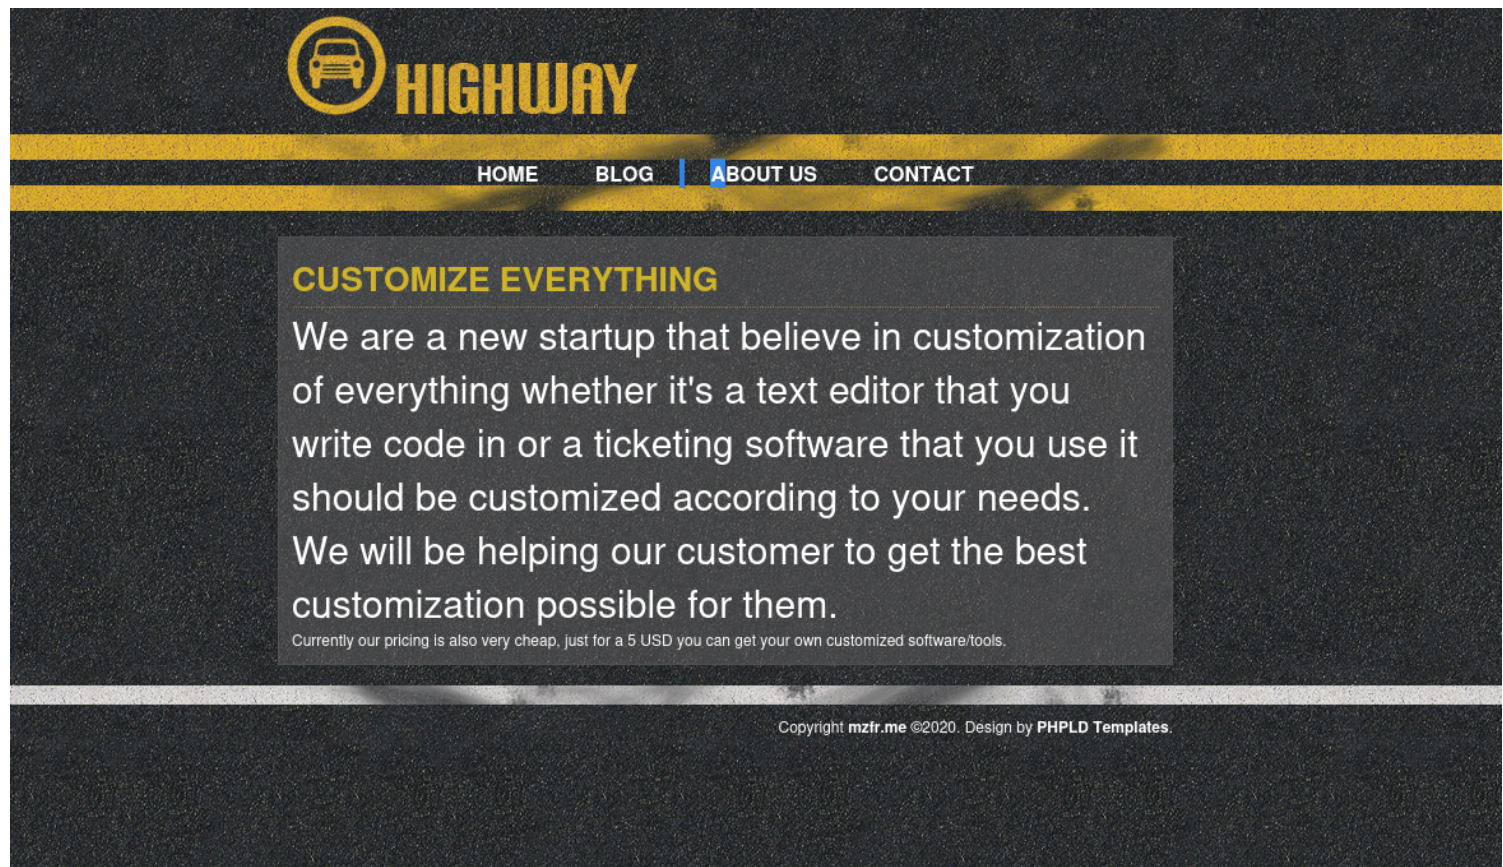 HIGHWAY
HOME BLOG ABOUT US CONTACT
CUSTOMIZE EVERYTHING
We are a new startup that believe in customization
of everything whether it's a text editor that you
write code in or a ticketing software that you use it
should be customized according to your needs.
We will be helping our customer to get the best
customization possible for them.
Currently our pricing is also very cheap, just for a 5 USD you can get your own customized software/tools.
Copyright mzfr.me ©2020. Design by PHPLD Templates.